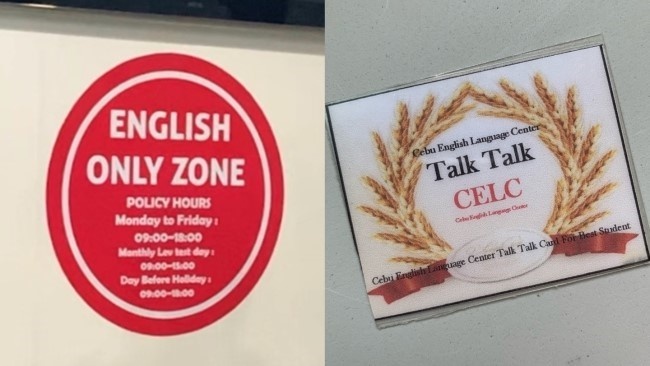 ENGLISH
ONLY ZONE
POLICY HOURS
Monday to Friday :
09:00~18:00
Monthly Lev test day :
09:00~15:00
Day Before Holiday :
09:00~18:00
Cebu English Language Center
Talk Talk
CELC
Cebu English Language Center
Cebu English Language Center Talk Talk Card For Best Student